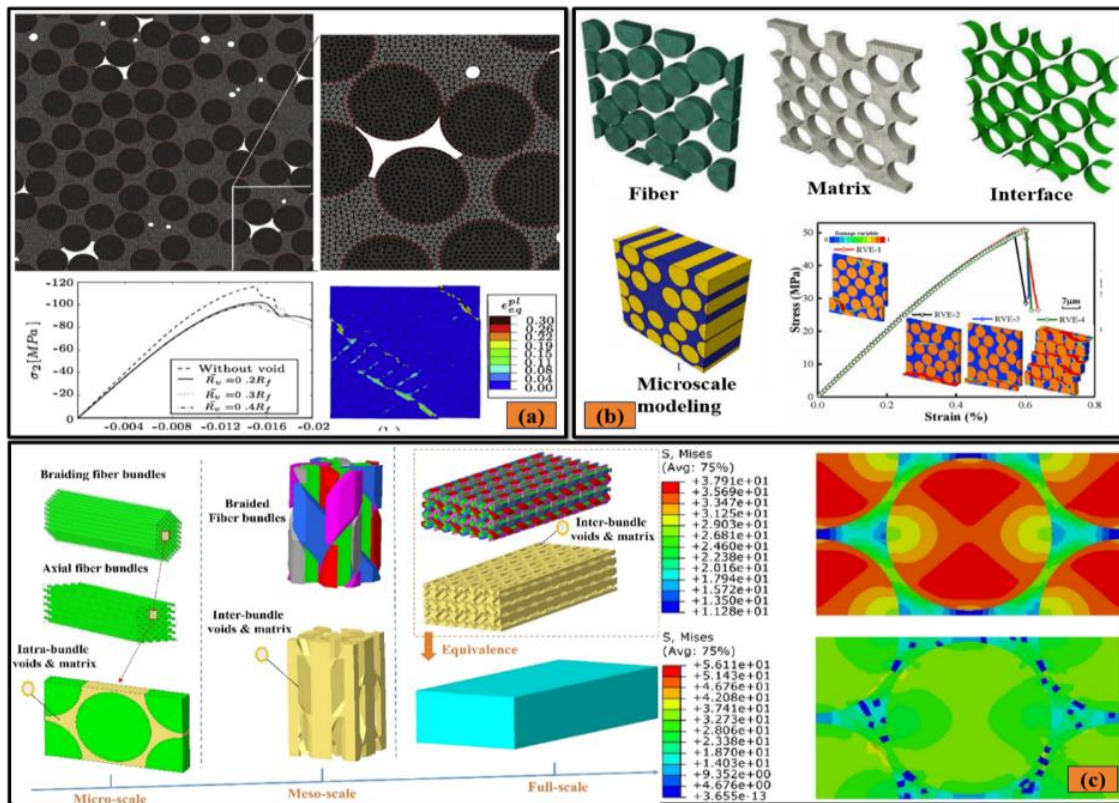 -120
-100
-80
-60
-40
-20
0
σ₂[MPa]
Without void
R̄ᵥ=0.2R_f
R̄ᵥ=0.3R_f
R̄ᵥ=0.4R_f
-0.004 -0.008 -0.012 -0.016 -0.02
ϵ^pl_eq
0.30
0.26
0.22
0.19
0.15
0.11
0.08
0.04
0.00
(a)
Fiber
Matrix
Interface
Microscale
modeling
Stress (MPa)
50
40
30
20
10
0
Damage variable
0 1
RVE-1
RVE-2
RVE-3
RVE-4
7μm
0.0 0.2 0.4 0.6 0.8
Strain (%)
(b)
Braiding fiber bundles
Axial fiber bundles
Intra-bundle
voids & matrix
Braided
Fiber bundles
Inter-bundle
voids & matrix
Inter-bundle
voids & matrix
Equivalence
Micro-scale
Meso-scale
Full-scale
S, Mises
(Avg: 75%)
+3.791e+01
+3.569e+01
+3.347e+01
+3.125e+01
+2.903e+01
+2.681e+01
+2.460e+01
+2.238e+01
+2.016e+01
+1.794e+01
+1.572e+01
+1.350e+01
+1.128e+01
S, Mises
(Avg: 75%)
+5.611e+01
+5.143e+01
+4.676e+01
+4.208e+01
+3.741e+01
+3.273e+01
+2.806e+01
+2.338e+01
+1.870e+01
+1.403e+01
+9.352e+00
+4.676e+00
+3.655e-13
(c)